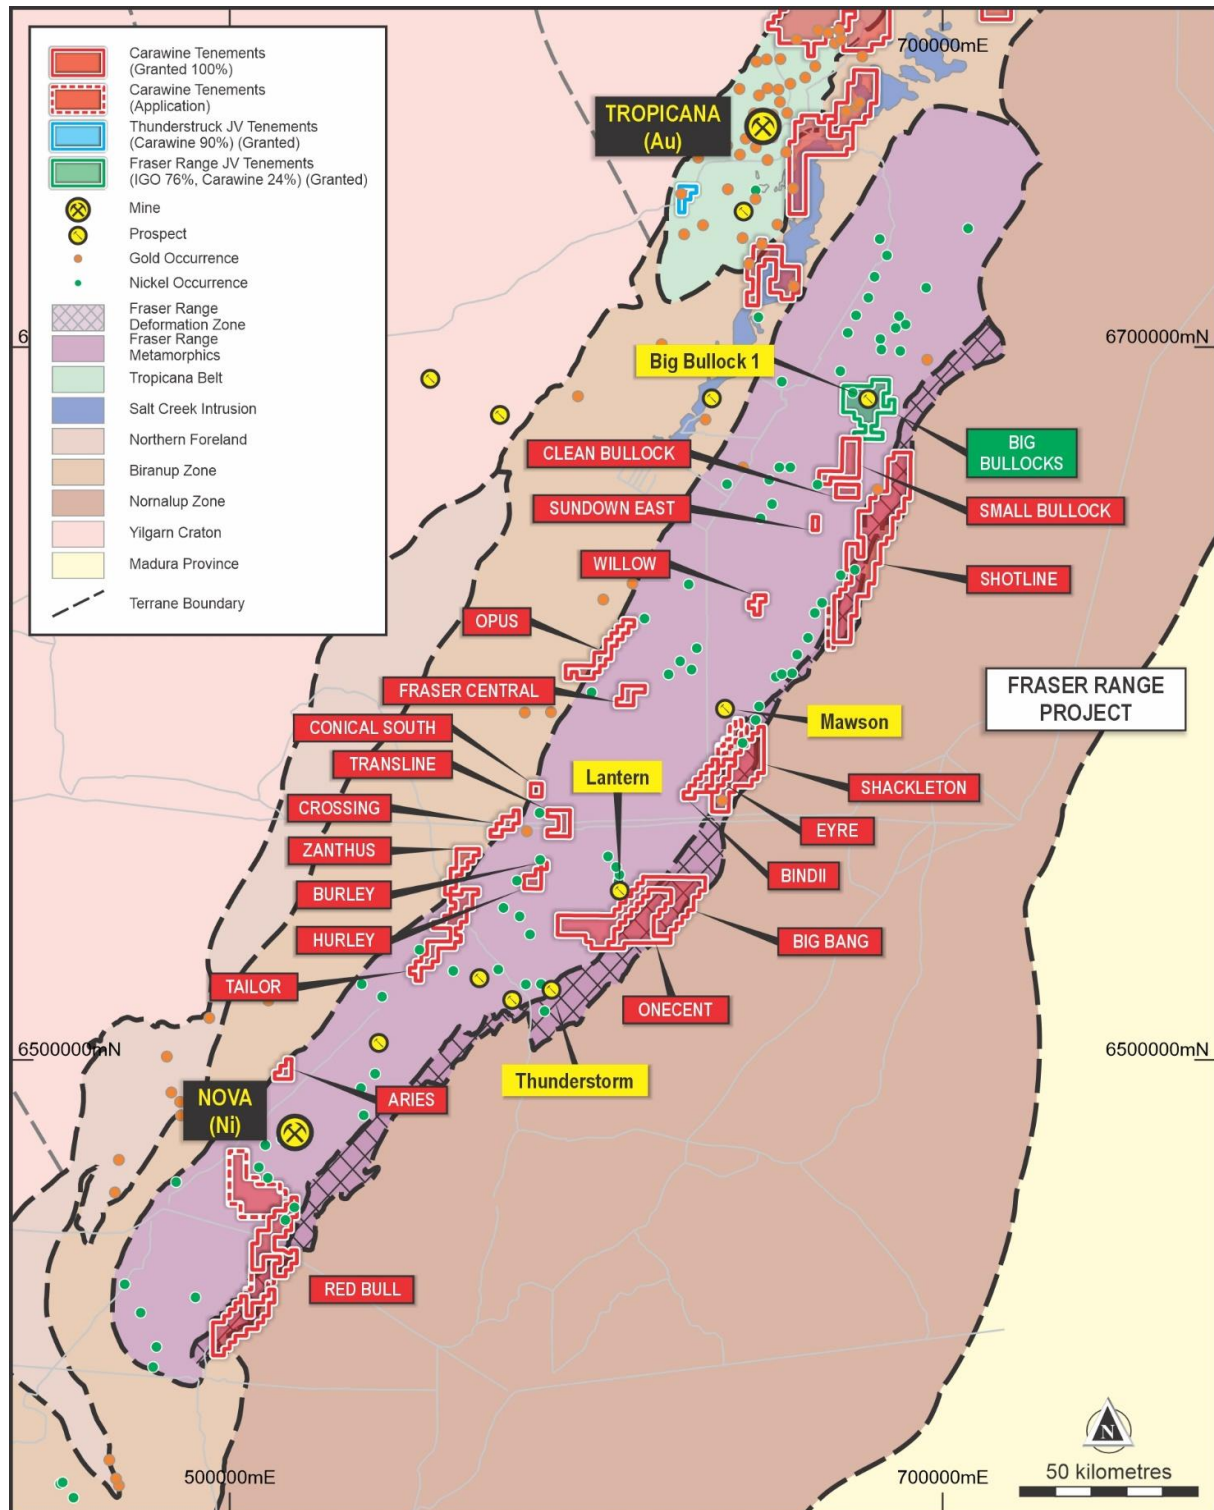 Carawine Tenements
(Granted 100%)
Carawine Tenements
(Application)
Thunderstruck JV Tenements
(Carawine 90%) (Granted)
Fraser Range JV Tenements
(IGO 76%, Carawine 24%) (Granted)
Mine
Prospect
Gold Occurrence
Nickel Occurrence
Fraser Range
Deformation Zone
Fraser Range
Metamorphics
Tropicana Belt
Salt Creek Intrusion
Northern Foreland
Biranup Zone
Nornalup Zone
Yilgarn Craton
Madura Province
Terrane Boundary
700000mE
TROPICANA
(Au)
6
6700000mN
Big Bullock 1
BIG
BULLOCKS
CLEAN BULLOCK
SUNDOWN EAST
SMALL BULLOCK
WILLOW
SHOTLINE
OPUS
FRASER CENTRAL
FRASER RANGE
PROJECT
CONICAL SOUTH
Mawson
TRANSLINE
Lantern
SHACKLETON
CROSSING
EYRE
ZANTHUS
BINDII
BURLEY
HURLEY
BIG BANG
TAILOR
ONECENT
6500000mN
6500000mN
Thunderstorm
NOVA
(Ni)
ARIES
RED BULL
N
500000mE
700000mE
50 kilometres